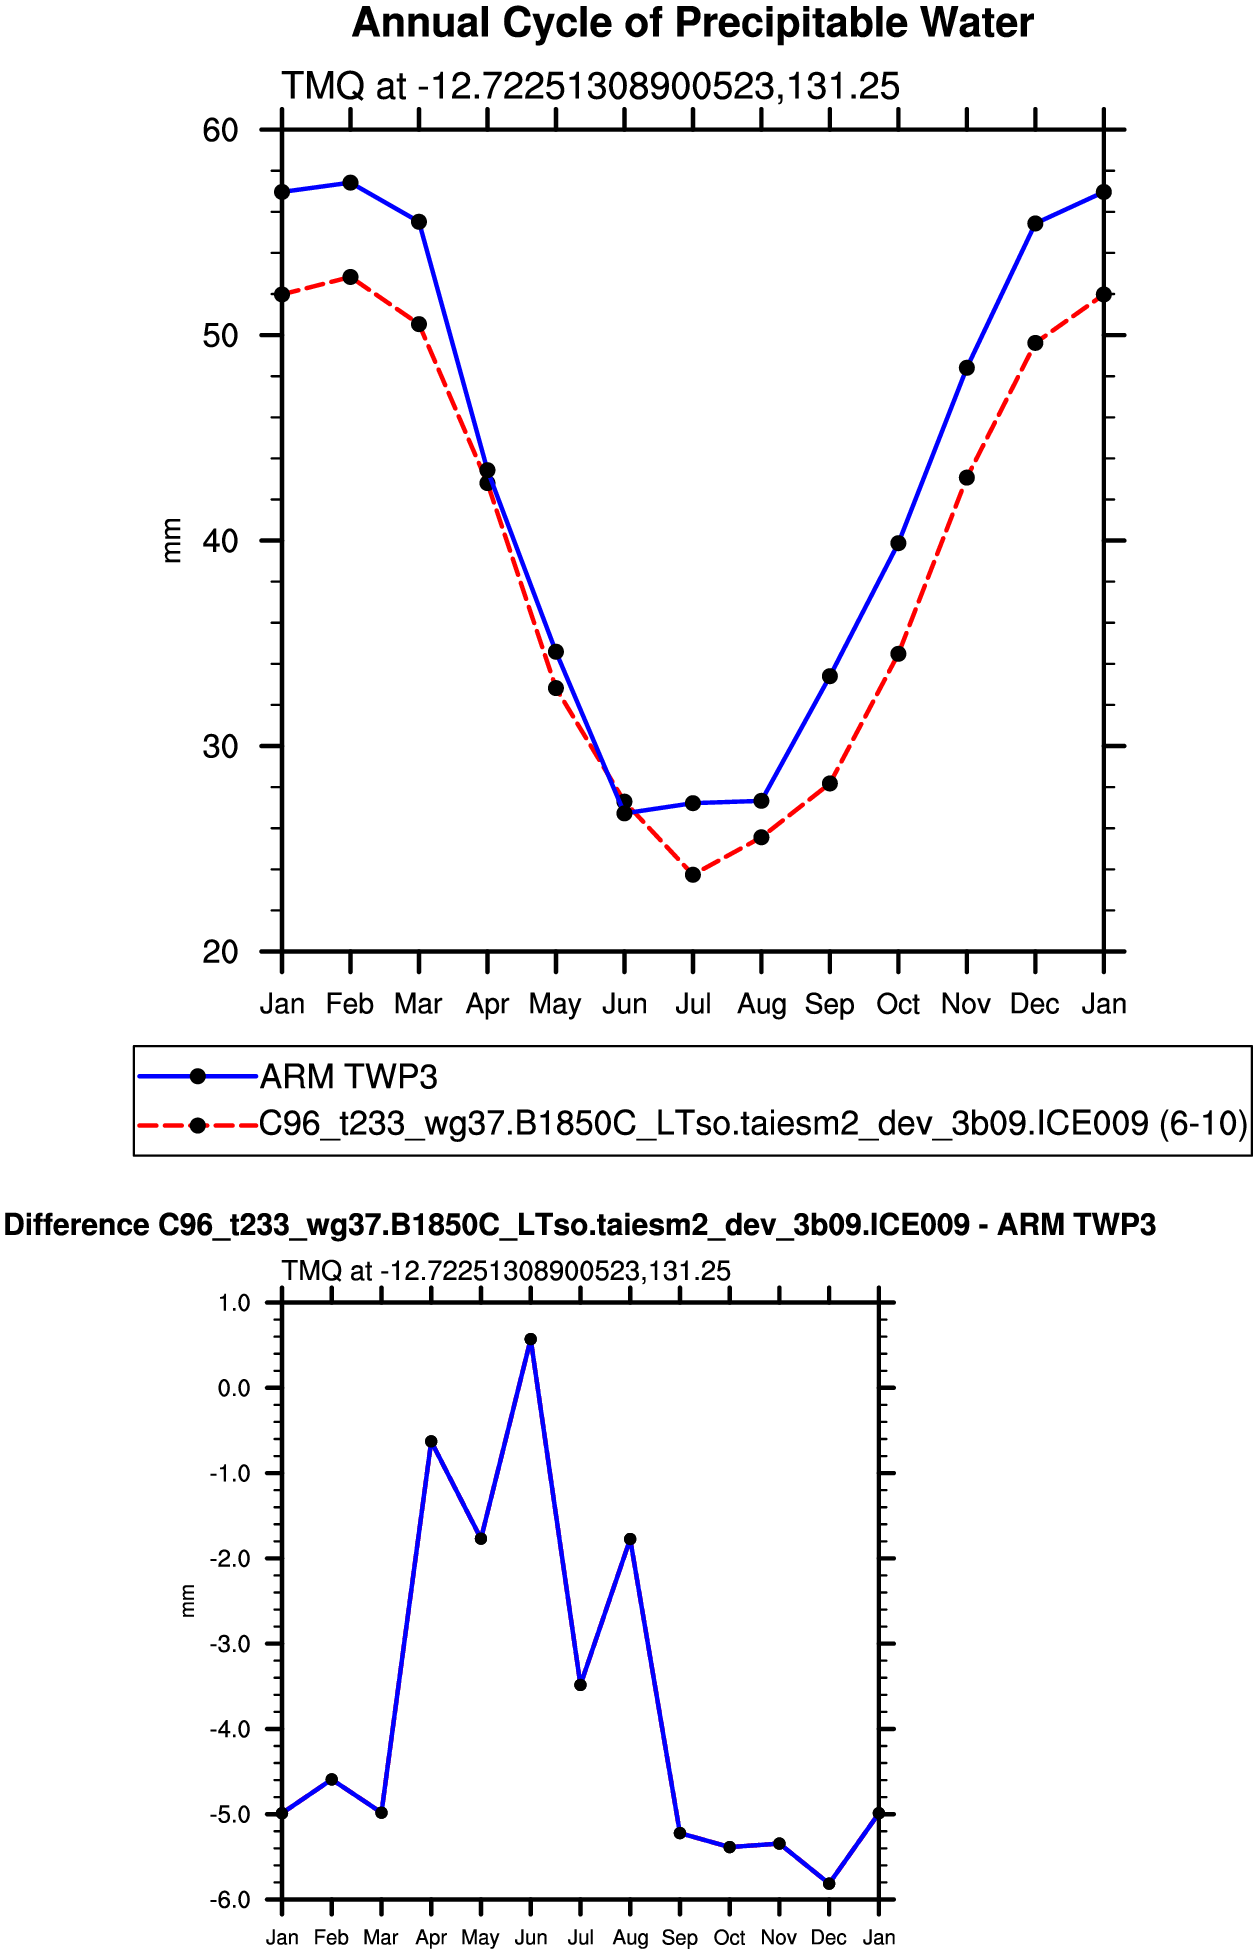 Annual Cycle of Precipitable Water
TMQ at -12.72251308900523,131.25
60
50
40
30
20
mm
Jan Feb Mar Apr May Jun Jul Aug Sep Oct Nov Dec Jan
ARM TWP3
C96_t233_wg37.B1850C_LTso.taiesm2_dev_3b09.ICE009 (6-10)
Difference C96_t233_wg37.B1850C_LTso.taiesm2_dev_3b09.ICE009 - ARM TWP3
TMQ at -12.72251308900523,131.25
1.0
0.0
-1.0
-2.0
-3.0
-4.0
-5.0
-6.0
mm
Jan Feb Mar Apr May Jun Jul Aug Sep Oct Nov Dec Jan